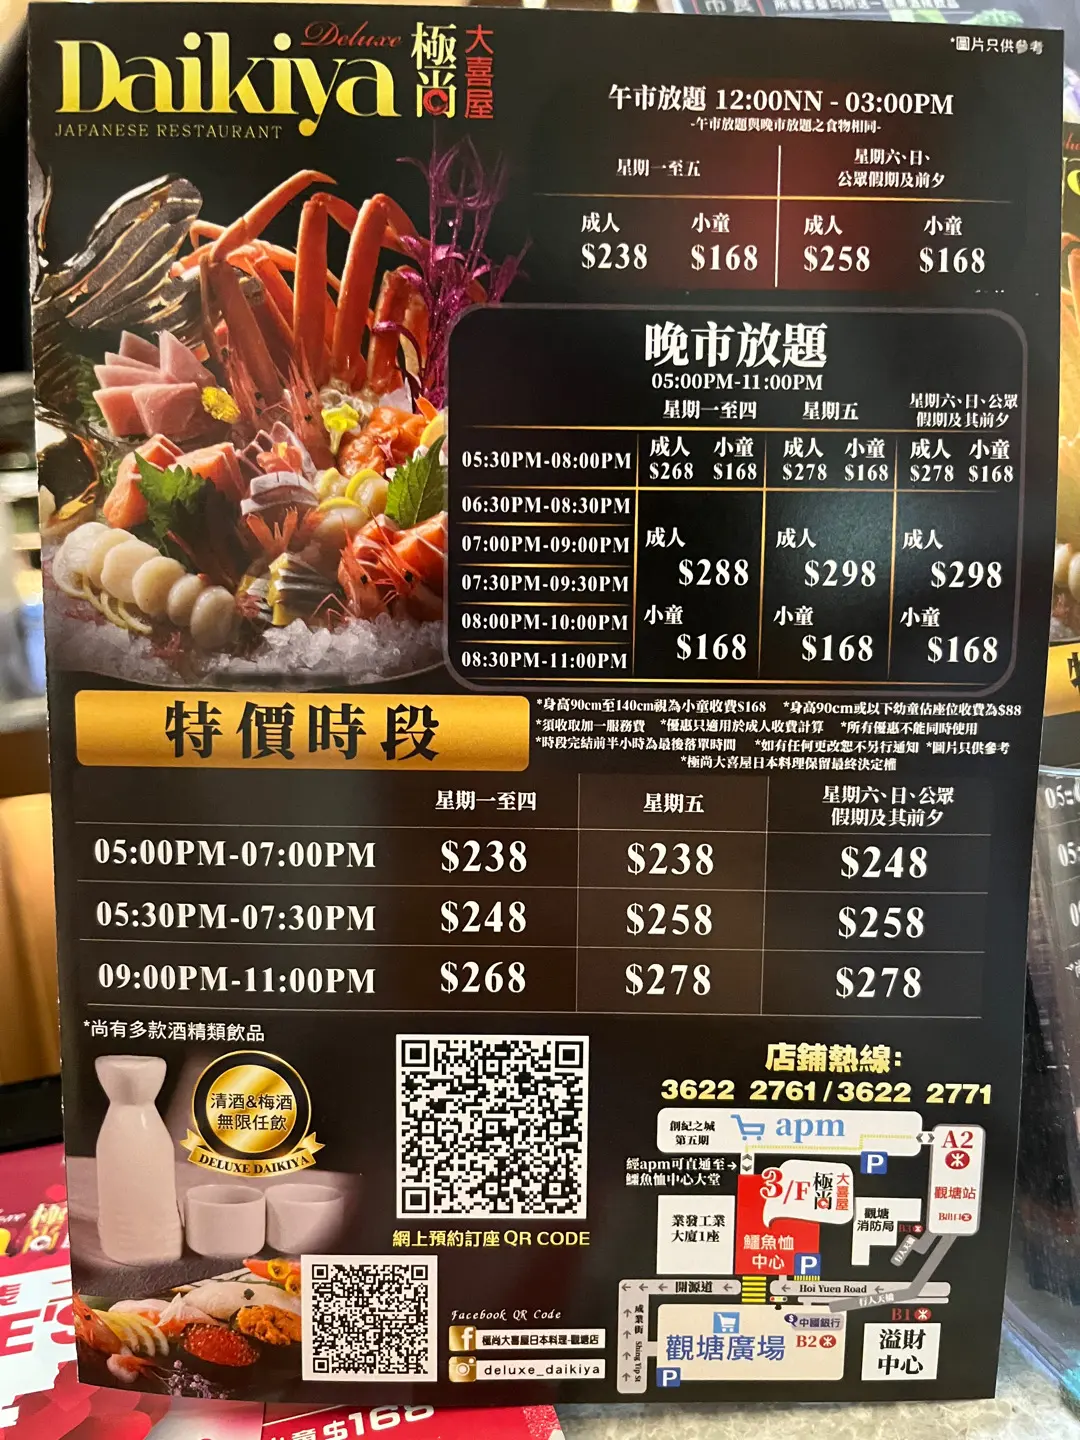 Deluxe
Daikiya
極尚
大喜屋
JAPANESE RESTAURANT
*圖片只供參考
午市放題 12:00NN - 03:00PM
-午市放題與晚市放題之食物相同-
星期一至五
星期六、日、
公眾假期及前夕
成人 小童 成人 小童
$238 $168 $258 $168
晚市放題
05:00PM-11:00PM
星期一至四 星期五 星期六、日、公眾
假期及其前夕
05:30PM-08:00PM 成人 小童 成人 小童 成人 小童
$268 $168 $278 $168 $278 $168
06:30PM-08:30PM
07:00PM-09:00PM 成人 成人 成人
07:30PM-09:30PM $288 $298 $298
08:00PM-10:00PM 小童 小童 小童
08:30PM-11:00PM $168 $168 $168
特價時段
*身高90cm至140cm視為小童收費$168 *身高90cm或以下幼童佔座位收費為$88
*須收取加一服務費 *優惠只適用於成人收費計算 *所有優惠不能同時使用
*時段完結前半小時為最後落單時間 *如有任何更改恕不另行通知 *圖片只供參考
*極尚大喜屋日本料理保留最終決定權
星期一至四 星期五 星期六、日、公眾
假期及其前夕
05:00PM-07:00PM $238 $238 $248
05:30PM-07:30PM $248 $258 $258
09:00PM-11:00PM $268 $278 $278
*尚有多款酒精類飲品
清酒&梅酒
無限任飲
DELUXE DAIKIYA
網上預約訂座 QR CODE
Facebook QR Code
極尚大喜屋日本料理-觀塘店
deluxe_daikiya
店鋪熱線:
3622 2761 / 3622 2771
創紀之城
第五期
apm
A2
經apm可直通至→
鱷魚恤中心大堂
P
3/F 極尚
大喜屋
觀塘站
業發工業
大廈1座
觀塘
消防局
鱷魚恤
中心
P
開源道
Hoi Yuen Road
行人天橋
成業街
Shing Yip St
中國銀行
觀塘廣場
B2
B1
溢財
中心
P